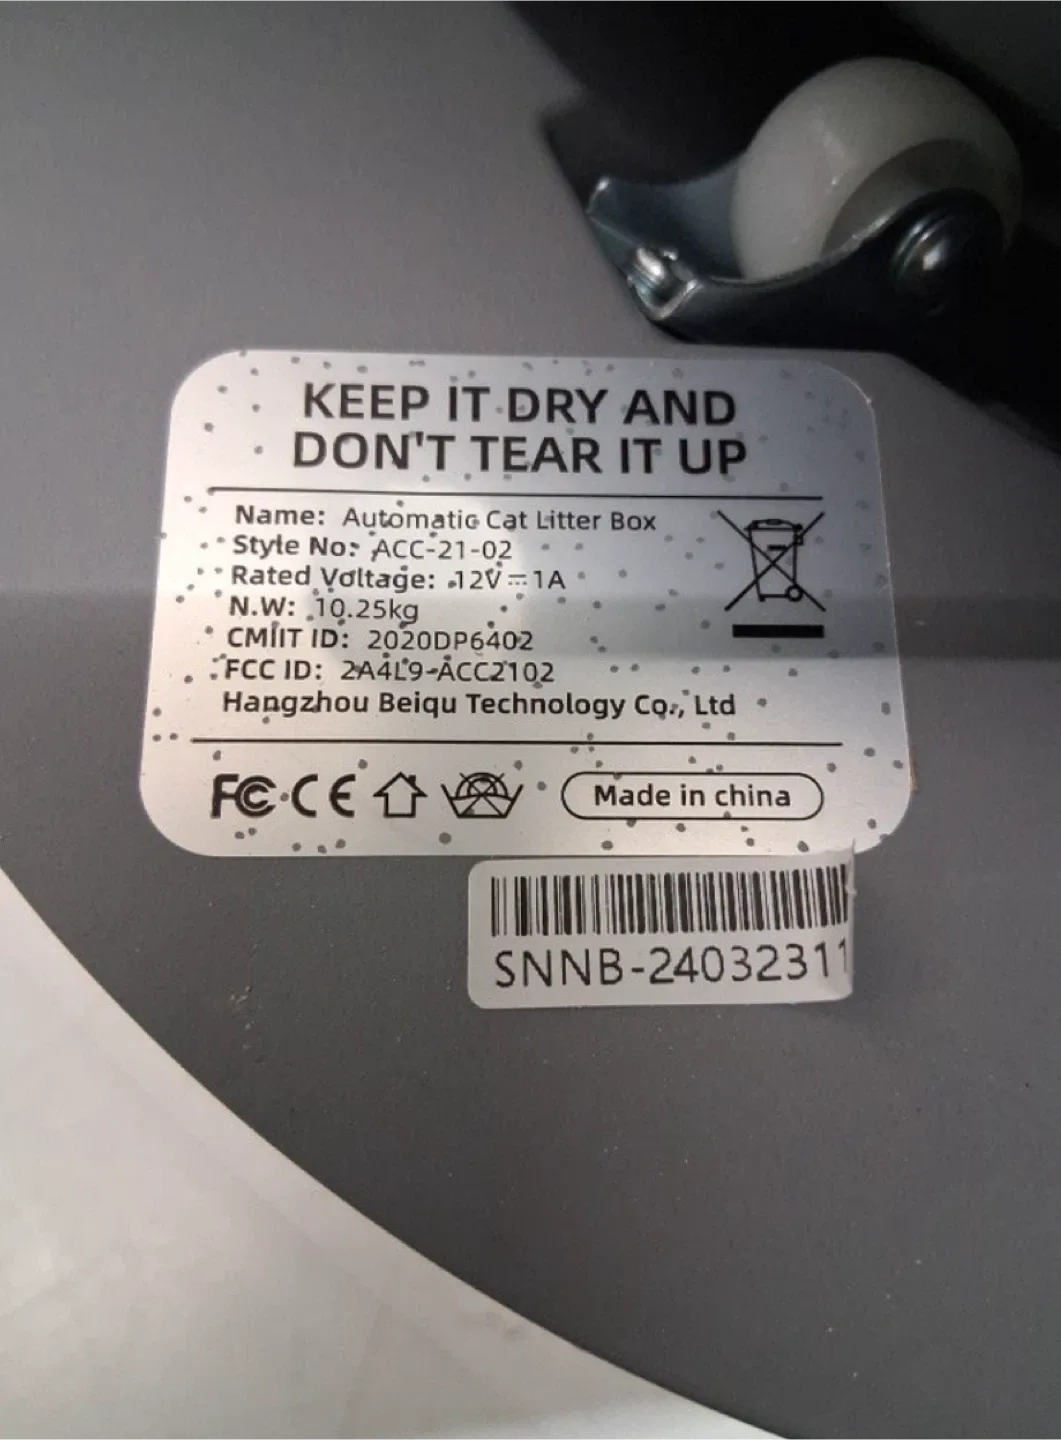 KEEP IT DRY AND
DON'T TEAR IT UP
Name: Automatic Cat Litter Box
Style No: ACC-21-02
Rated Voltage: 12V⎓1A
N.W: 10.25kg
CMIIT ID: 2020DP6402
FCC ID: 2A4L9-ACC2102
Hangzhou Beiqu Technology Co., Ltd
FC CE
Made in china
SNNB-24032311